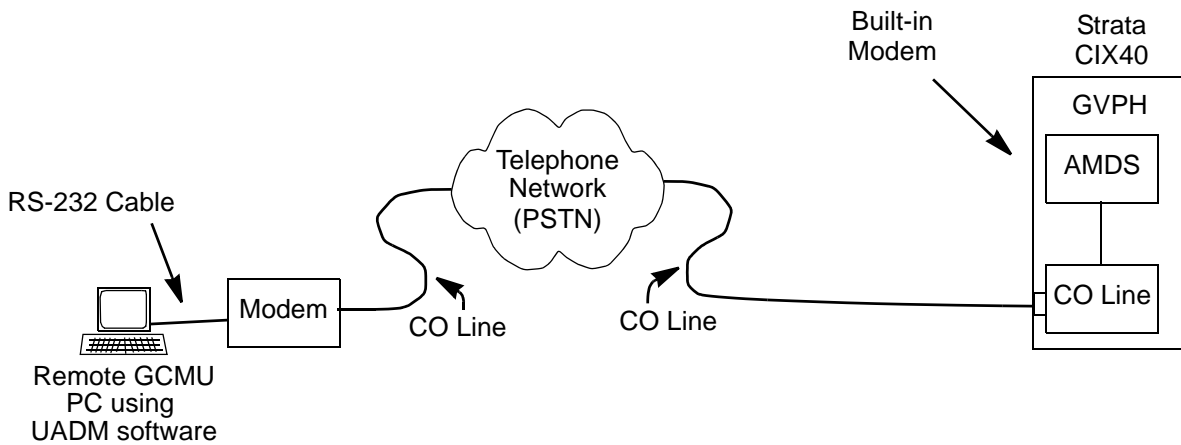 Built-in
Modem
Strata
CIX40
GVPH
AMDS
Telephone
Network
(PSTN)
RS-232 Cable
Modem
CO Line
CO Line
CO Line
Remote GCMU
PC using
UADM software